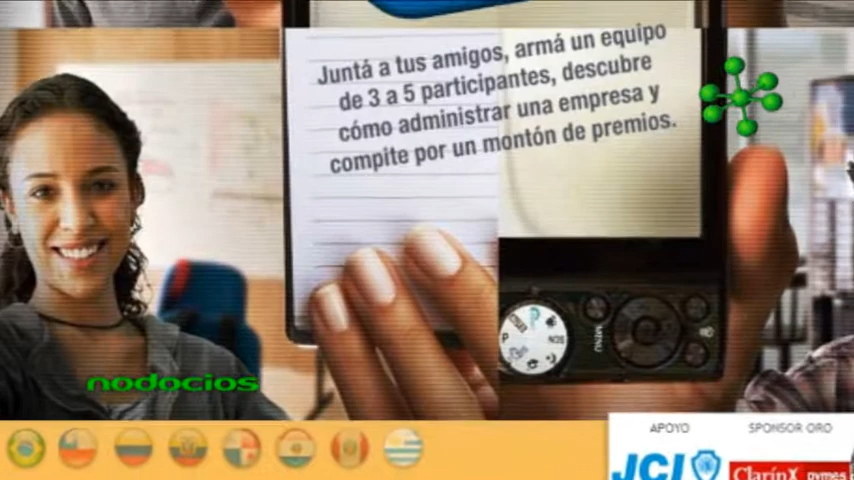 Juntá a tus amigos, armá un equipo
de 3 a 5 participantes, descubre
cómo administrar una empresa y
compite por un montón de premios.
MENU
SCN
P
nodocios
APOYO
SPONSOR ORO
JCI
ClarínX pymes